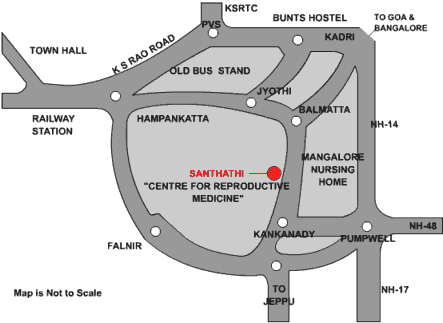 KSRTC
BUNTS HOSTEL
TO GOA &
BANGALORE
PVS
KADRI
TOWN HALL
K S RAO ROAD
OLD BUS STAND
JYOTHI
BALMATTA
RAILWAY
STATION
HAMPANKATTA
NH-14
MANGALORE
NURSING
HOME
SANTHATHI
"CENTRE FOR REPRODUCTIVE
MEDICINE"
KANKANADY
NH-48
PUMPWELL
FALNIR
TO
JEPPU
NH-17
Map is Not to Scale